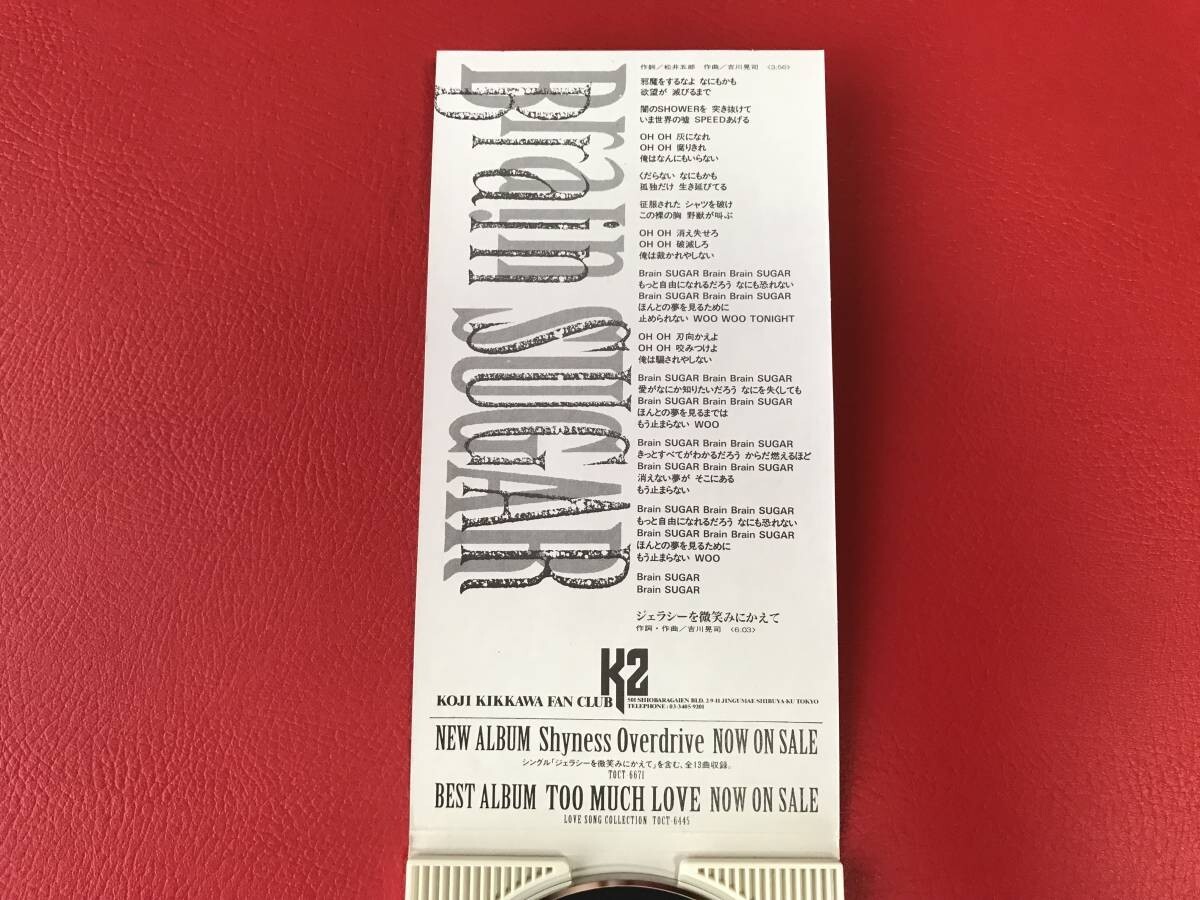 Brain SUGAR
作詞/松井五郎 作曲/吉川晃司 〈3:56〉
邪魔をするなよ なにもかも
欲望が 滅びるまで
闇のSHOWERを 突き抜けて
いま世界の嘘 SPEEDあげる
OH OH 灰になれ
OH OH 腐りきれ
俺はなんにもいらない
くだらない なにもかも
孤独だけ 生き延びてる
征服された シャツを破け
この裸の胸 野獣が叫ぶ
OH OH 消え失せろ
OH OH 破滅しろ
俺は裁かれやしない
Brain SUGAR Brain Brain SUGAR
もっと自由になれるだろう なにも恐れない
Brain SUGAR Brain Brain SUGAR
ほんとの夢を見るために
止められない WOO WOO TONIGHT
OH OH 刃向かえよ
OH OH 咬みつけよ
俺は騙されやしない
Brain SUGAR Brain Brain SUGAR
愛がなにか知りたいだろう なにを失くしても
Brain SUGAR Brain Brain SUGAR
ほんとの夢を見るまでは
もう止まらない WOO
Brain SUGAR Brain Brain SUGAR
きっとすべてがわかるだろう からだ燃えるほど
Brain SUGAR Brain Brain SUGAR
消えない夢が そこにある
もう止まらない
Brain SUGAR Brain Brain SUGAR
もっと自由になれるだろう なにも恐れない
Brain SUGAR Brain Brain SUGAR
ほんとの夢を見るために
もう止まらない WOO
Brain SUGAR
Brain SUGAR
ジェラシーを微笑みにかえて
作詞・作曲/吉川晃司 〈6:03〉
K2
KOJI KIKKAWA FAN CLUB
501 SHIOBARAGAIEN BLD. 2-9-11 JINGUMAE SHIBUYA-KU TOKYO
TELEPHONE : 03-3405-9201
NEW ALBUM Shyness Overdrive NOW ON SALE
シングル「ジェラシーを微笑みにかえて」を含む、全13曲収録。
TOCT-6671
BEST ALBUM TOO MUCH LOVE NOW ON SALE
LOVE SONG COLLECTION TOCT-6445